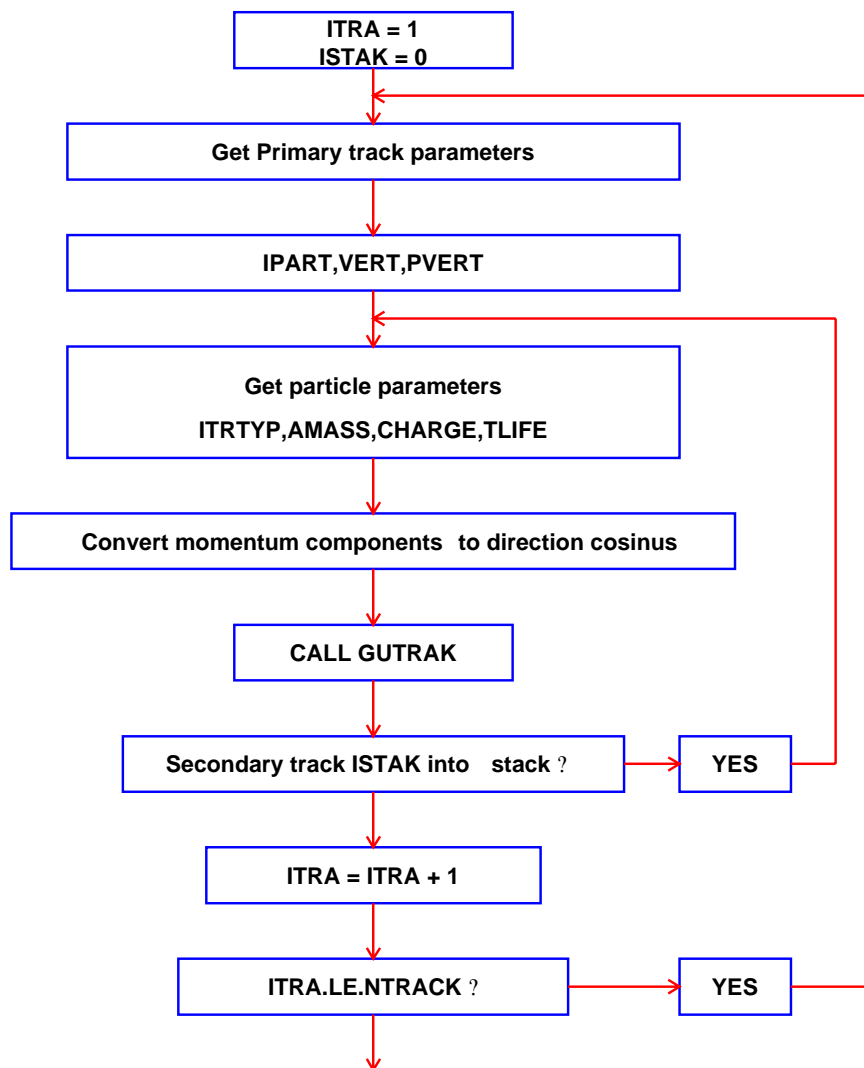 ITRA = 1
ISTAK = 0
Get Primary track parameters
IPART,VERT,PVERT
Get particle parameters
ITRTYP,AMASS,CHARGE,TLIFE
Convert momentum components to direction cosinus
CALL GUTRAK
Secondary track ISTAK into stack ?
YES
ITRA = ITRA + 1
ITRA.LE.NTRACK ?
YES